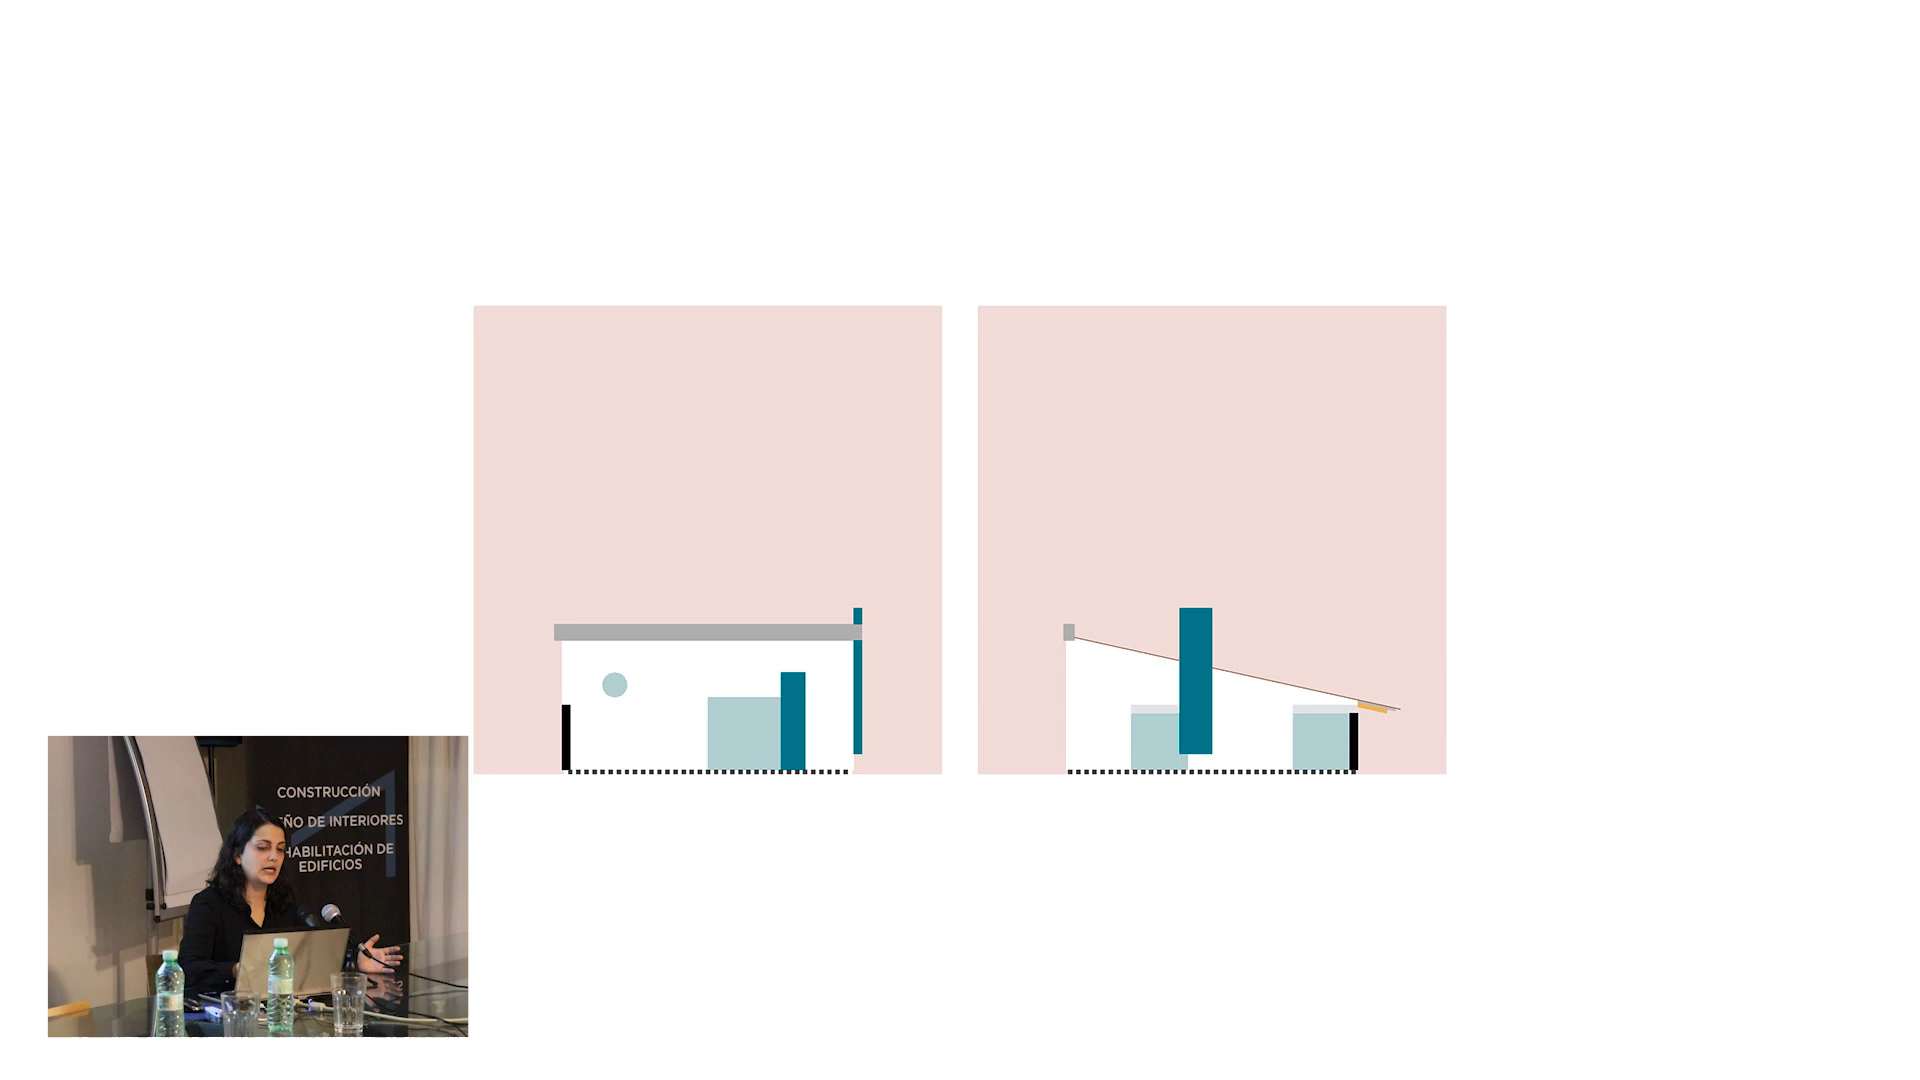 CONSTRUCCIÓN
ÑO DE INTERIORES
HABILITACIÓN DE
EDIFICIOS